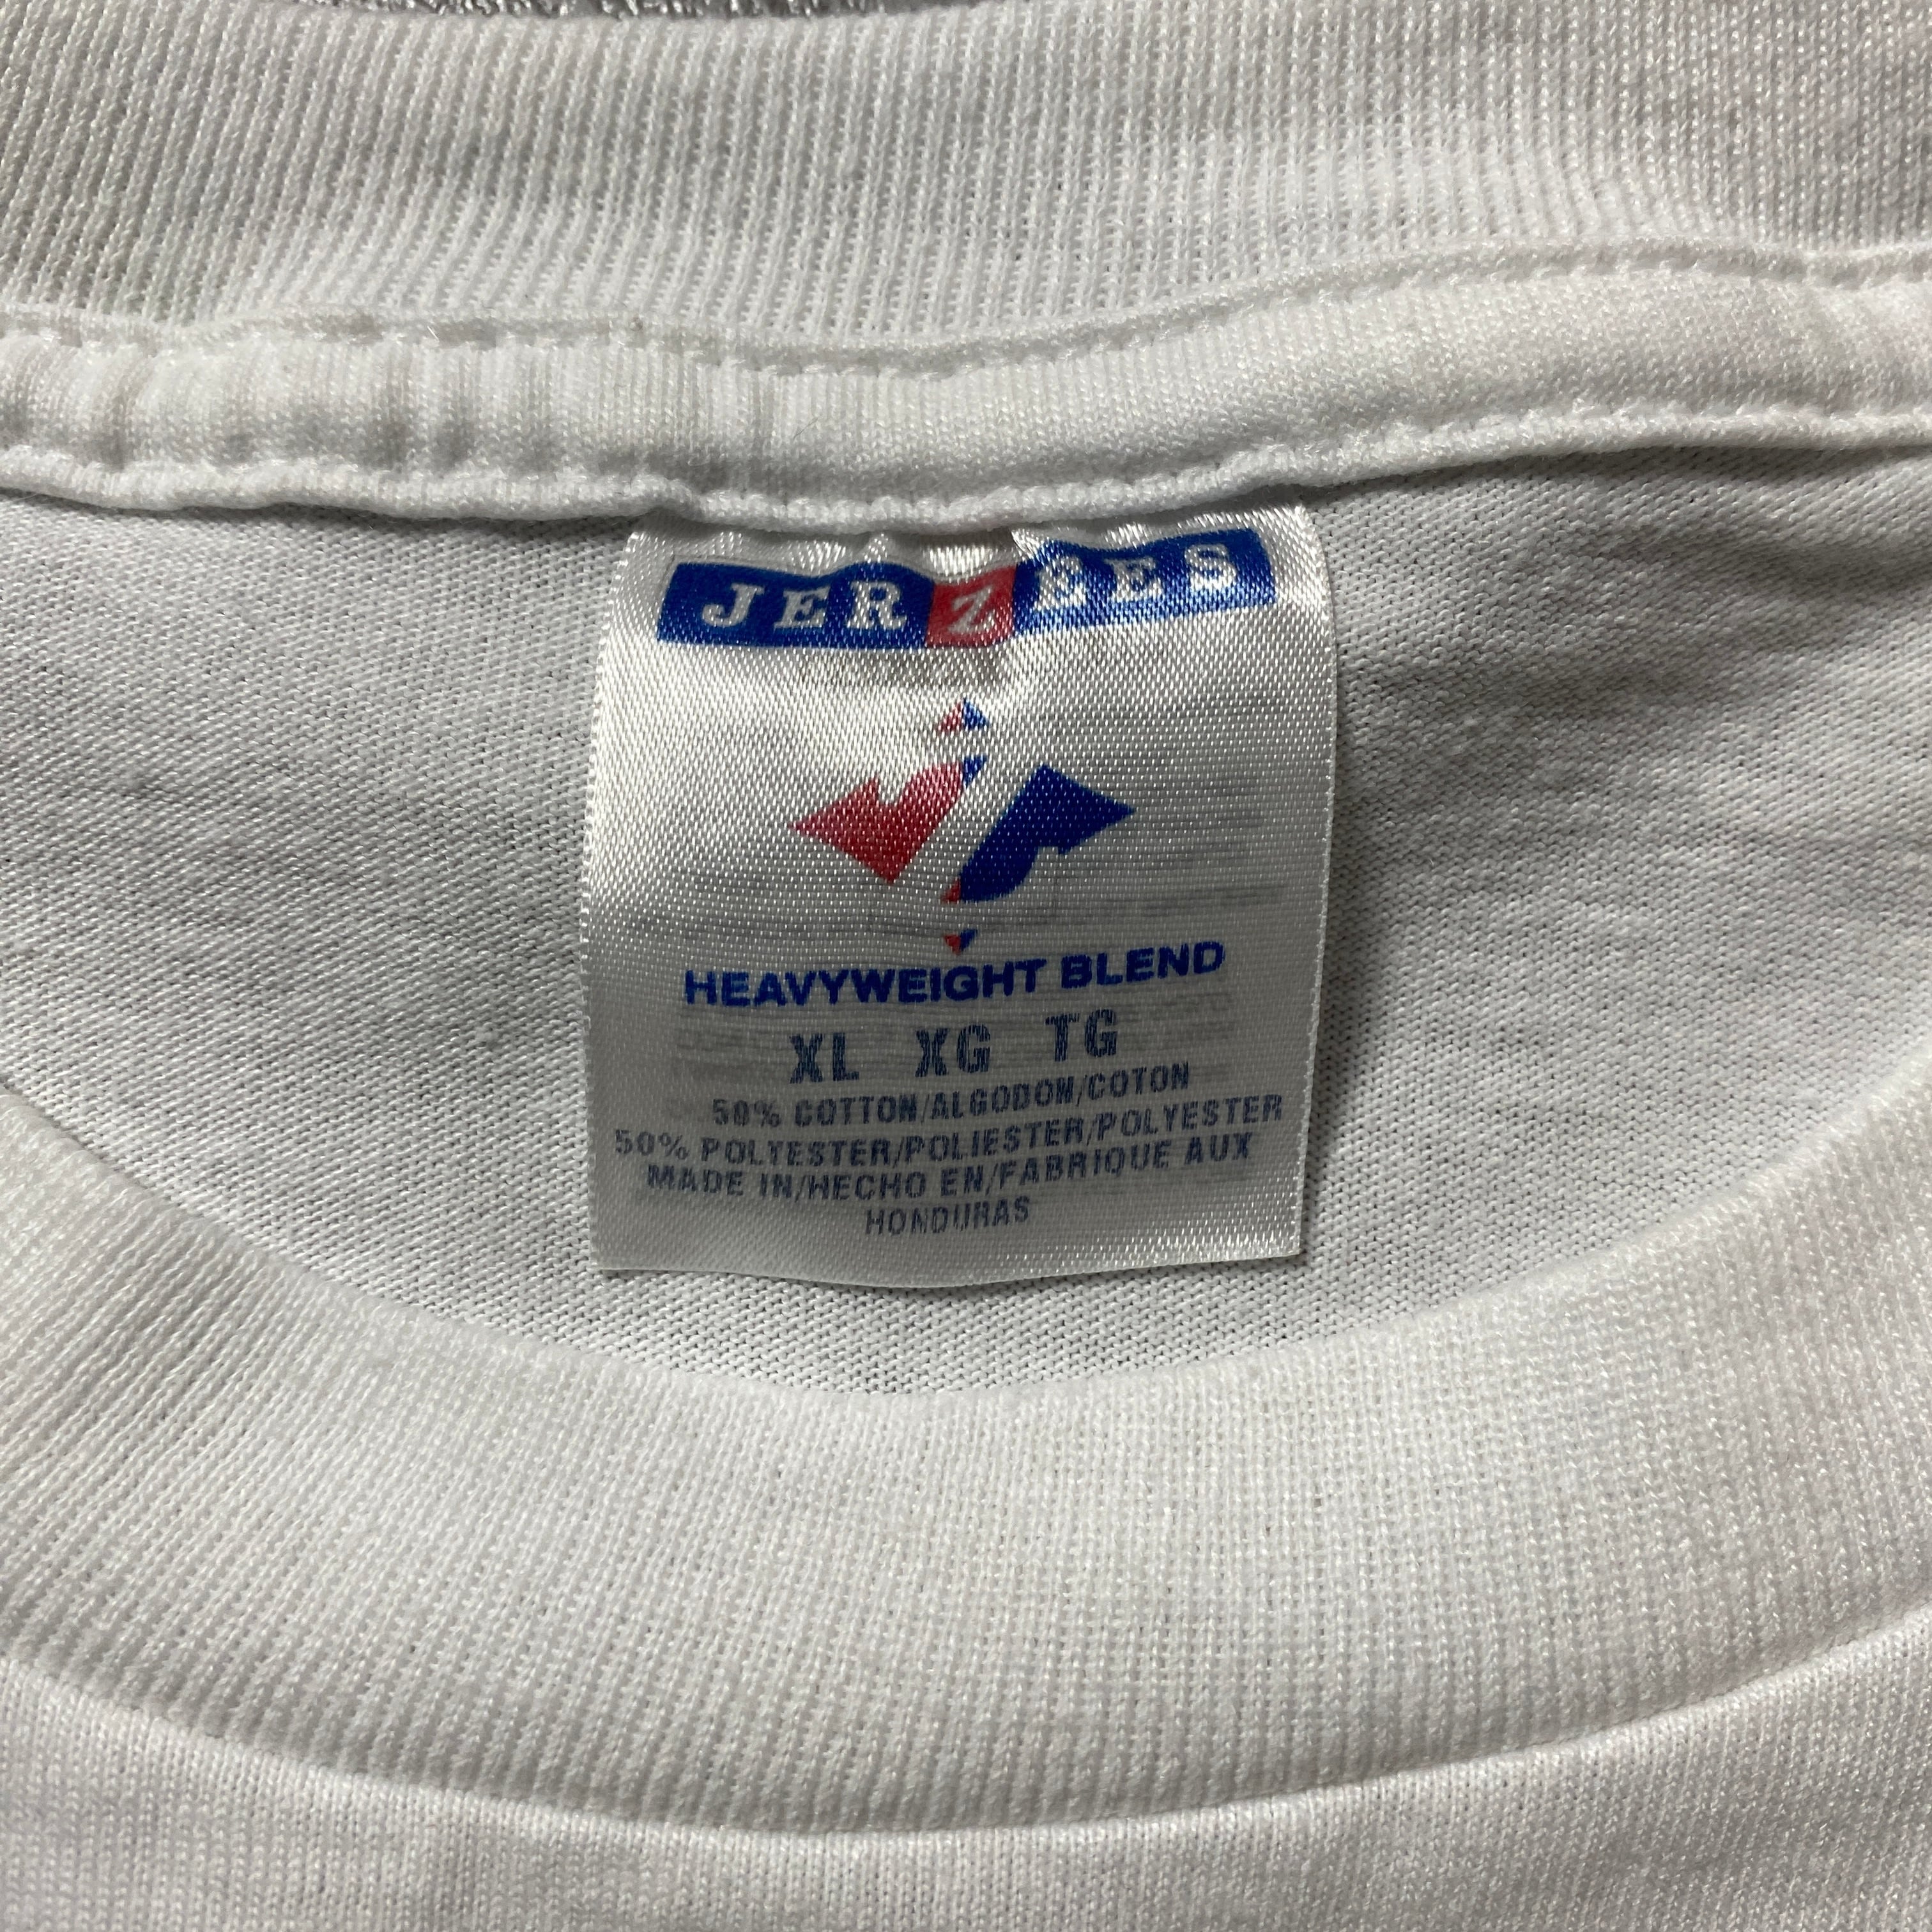 JERZEES
HEAVYWEIGHT BLEND
XL XG TG
50% COTTON/ALGODON/COTON
50% POLYESTER/POLIESTER/POLYESTER
MADE IN/HECHO EN/FABRIQUE AUX
HONDURAS